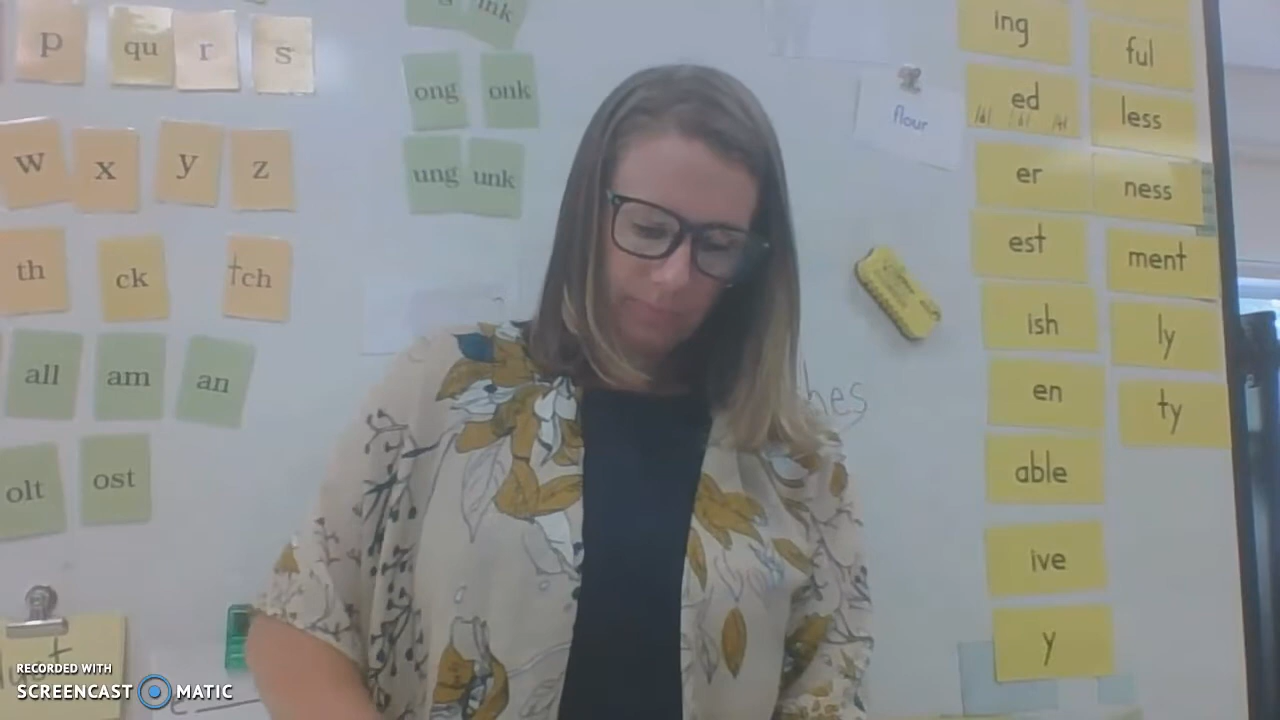 p qu r s
w x y z
th ck tch
all am an
olt ost
ink
ong onk
ung unk
flour
hes
ing
ed
/d/ /t/
er
est
ish
en
able
ive
y
ful
less
ness
ment
ly
ty
RECORDED WITH
SCREENCAST MATIC